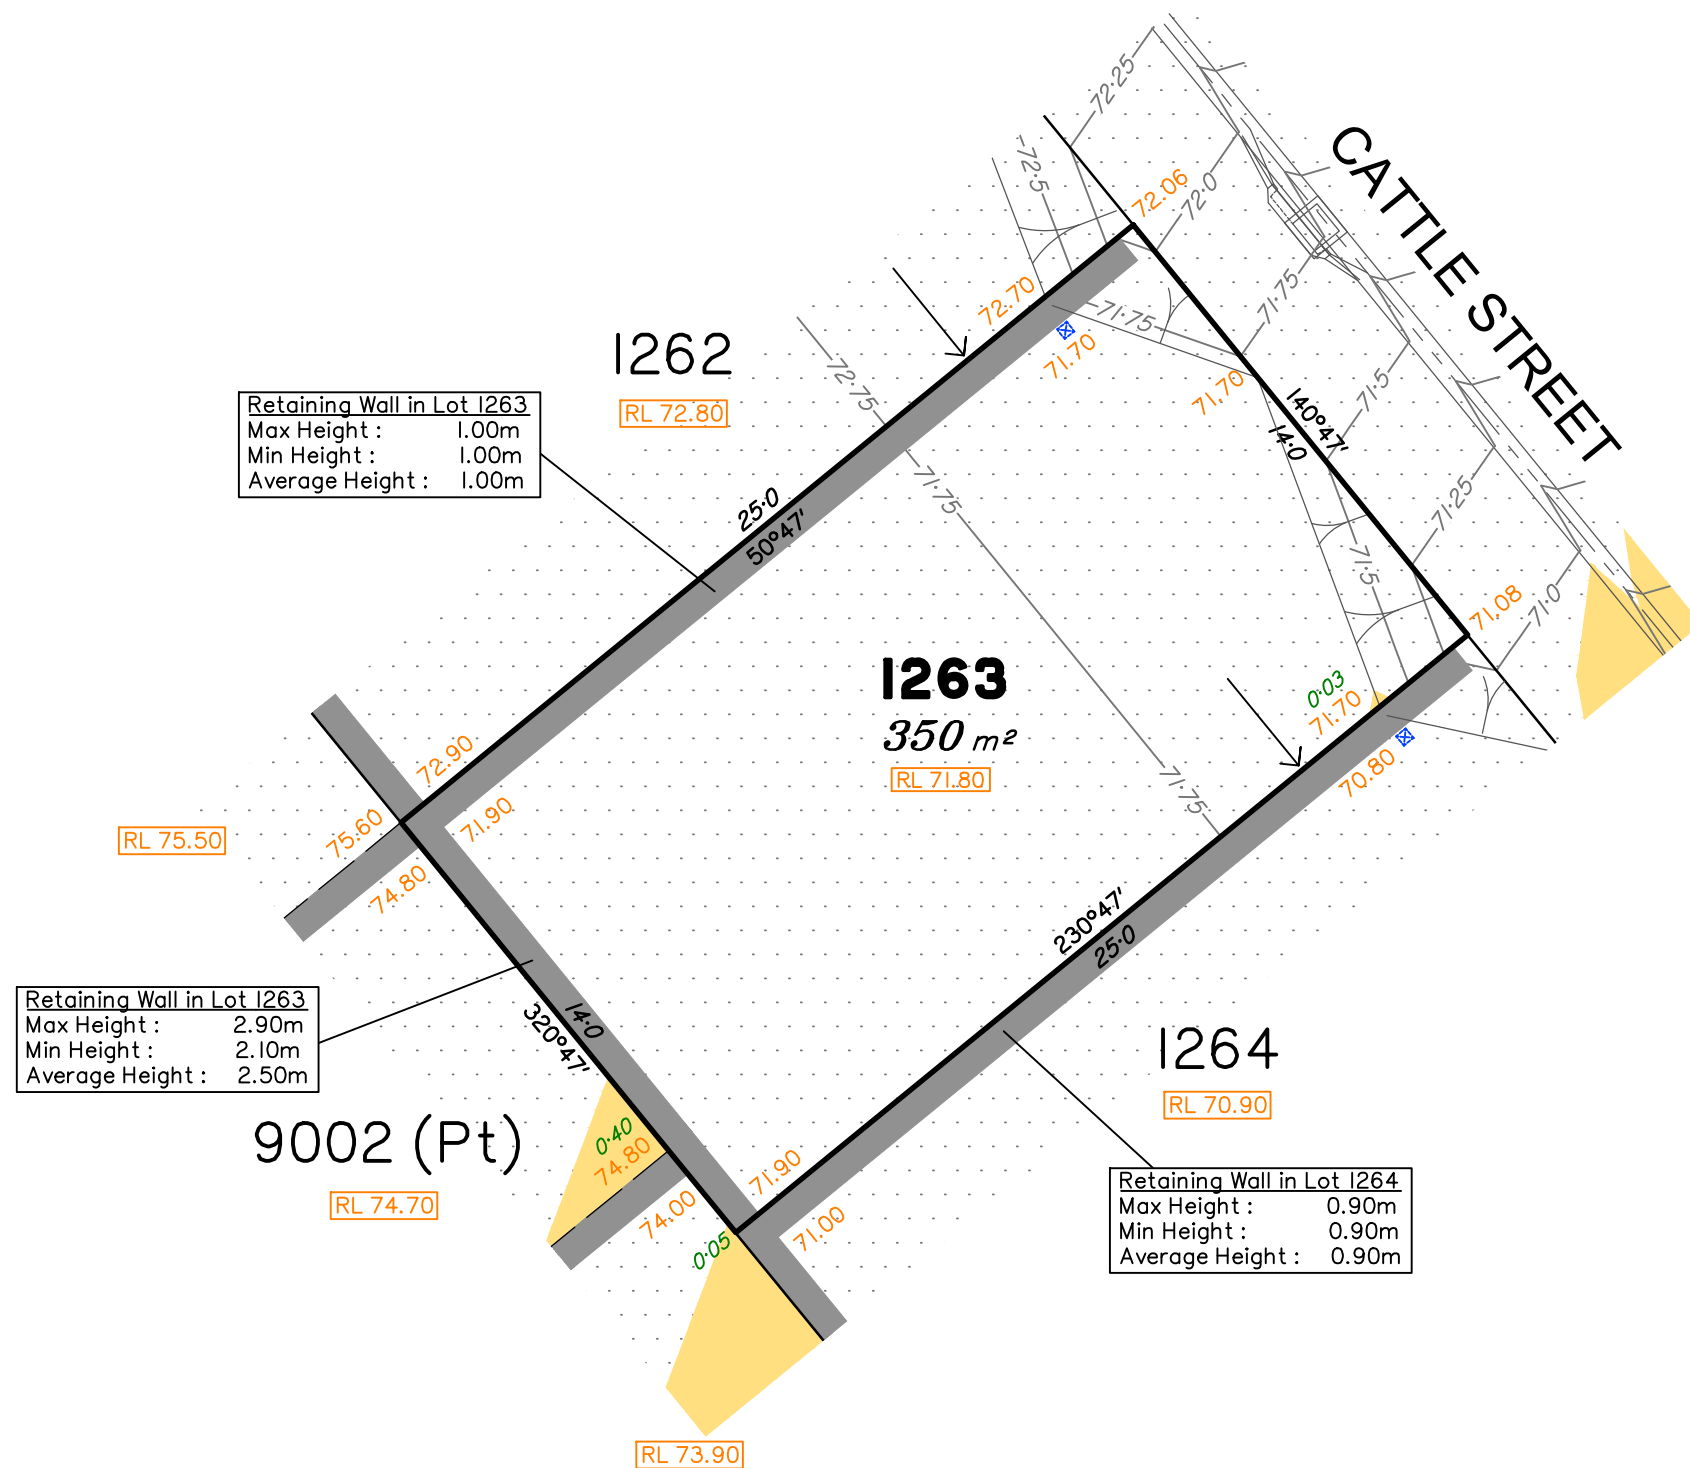 72·25
CATTLE STREET
72·5
72·0
72.06
71·75
72.70
71·75
71.70
71.70
1262
RL 72.80
72·75
140°47'
14·0
71·5
Retaining Wall in Lot 1263
Max Height : 1.00m
Min Height : 1.00m
Average Height : 1.00m
25·0
50°47'
71·75
71·25
71·5
71·0
71.08
1263
350 m²
RL 71.80
0·03
71.70
70.80
71·75
72.90
71.90
75.60
RL 75.50
74.80
230°47'
25·0
Retaining Wall in Lot 1263
Max Height : 2.90m
Min Height : 2.10m
Average Height : 2.50m
14·0
320°47'
1264
RL 70.90
9002 (Pt)
RL 74.70
0·40
74.80
74.00
71.90
71.00
0·05
Retaining Wall in Lot 1264
Max Height : 0.90m
Min Height : 0.90m
Average Height : 0.90m
RL 73.90